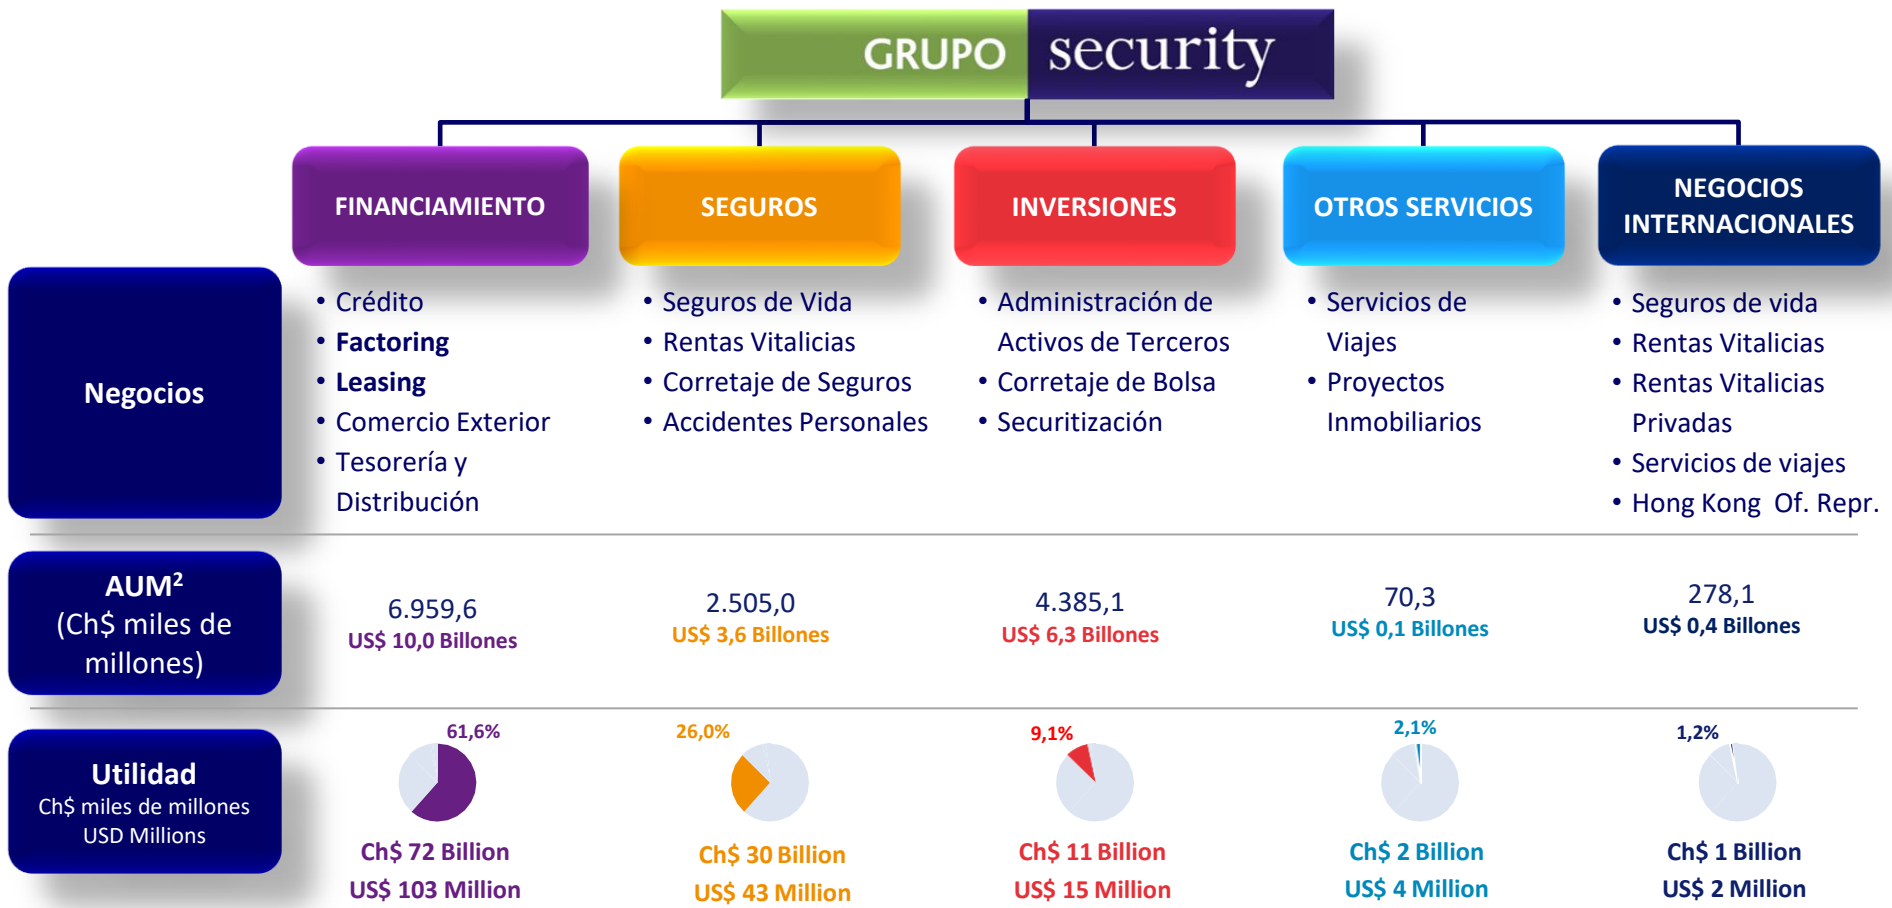 GRUPO security
FINANCIAMIENTO
SEGUROS
INVERSIONES
OTROS SERVICIOS
NEGOCIOS
INTERNACIONALES
Negocios
• Crédito
• Factoring
• Leasing
• Comercio Exterior
• Tesorería y
Distribución
• Seguros de Vida
• Rentas Vitalicias
• Corretaje de Seguros
• Accidentes Personales
• Administración de
Activos de Terceros
• Corretaje de Bolsa
• Securitización
• Servicios de
Viajes
• Proyectos
Inmobiliarios
• Seguros de vida
• Rentas Vitalicias
• Rentas Vitalicias
Privadas
• Servicios de viajes
• Hong Kong Of. Repr.
AUM²
(Ch$ miles de
millones)
6.959,6
US$ 10,0 Billones
2.505,0
US$ 3,6 Billones
4.385,1
US$ 6,3 Billones
70,3
US$ 0,1 Billones
278,1
US$ 0,4 Billones
Utilidad
Ch$ miles de millones
USD Millions
61,6%
Ch$ 72 Billion
US$ 103 Million
26,0%
Ch$ 30 Billion
US$ 43 Million
9,1%
Ch$ 11 Billion
US$ 15 Million
2,1%
Ch$ 2 Billion
US$ 4 Million
1,2%
Ch$ 1 Billion
US$ 2 Million